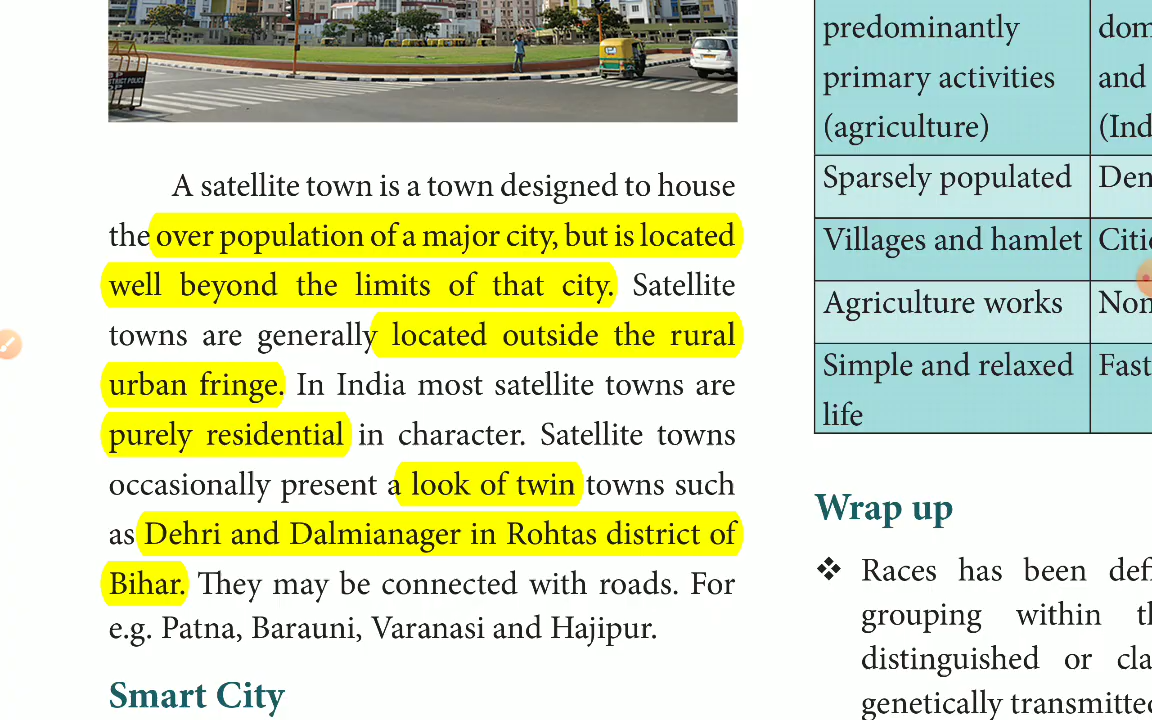 A satellite town is a town designed to house
the over population of a major city, but is located
well beyond the limits of that city. Satellite
towns are generally located outside the rural
urban fringe. In India most satellite towns are
purely residential in character. Satellite towns
occasionally present a look of twin towns such
as Dehri and Dalmianager in Rohtas district of
Bihar. They may be connected with roads. For
e.g. Patna, Barauni, Varanasi and Hajipur.
Smart City
predominantly
primary activities
(agriculture)
and
Sparsely populated
Villages and hamlet
Agriculture works
Simple and relaxed
life
Fast
Wrap up
❖ Races has been
grouping within
distinguished or
genetically transmitted